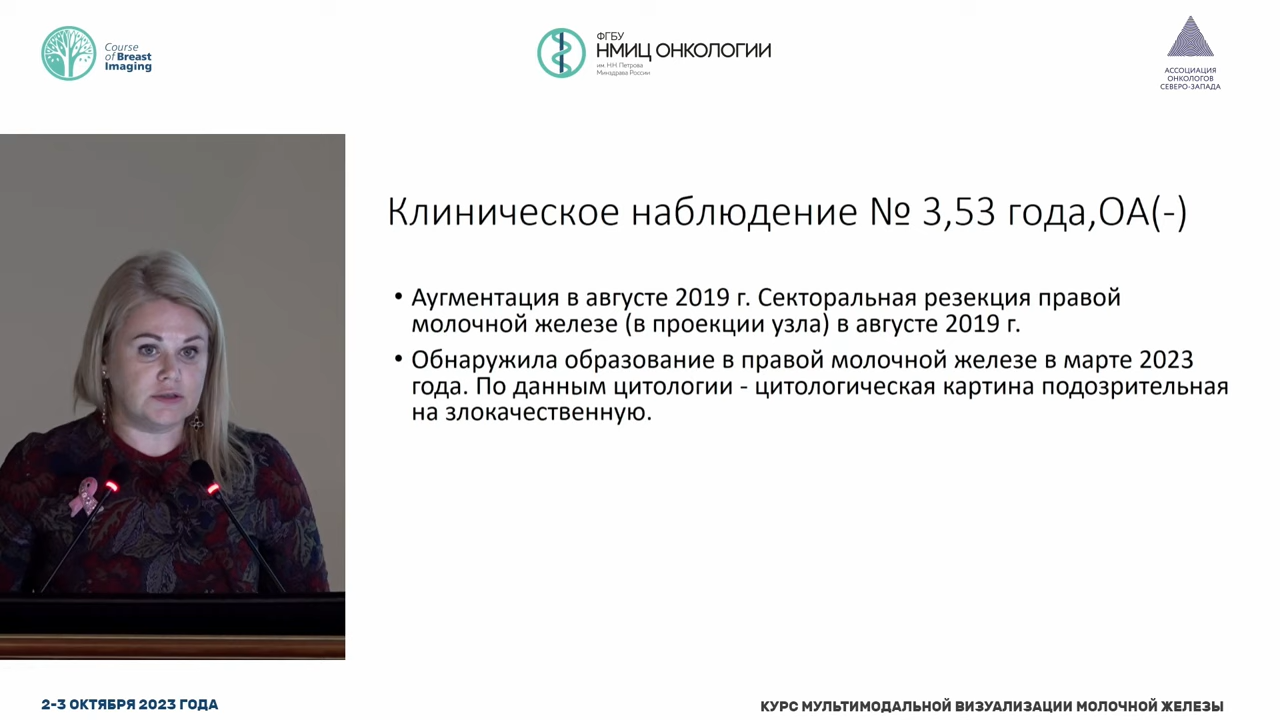 Course
of Breast
Imaging
ФГБУ
НМИЦ ОНКОЛОГИИ
им. Н.Н. Петрова
Минздрава России
АССОЦИАЦИЯ
ОНКОЛОГОВ
СЕВЕРО-ЗАПАДА
Клиническое наблюдение № 3,53 года,ОА(-)
• Аугментация в августе 2019 г. Секторальная резекция правой
молочной железе (в проекции узла) в августе 2019 г.
• Обнаружила образование в правой молочной железе в марте 2023
года. По данным цитологии - цитологическая картина подозрительная
на злокачественную.
2-3 ОКТЯБРЯ 2023 ГОДА
КУРС МУЛЬТИМОДАЛЬНОЙ ВИЗУАЛИЗАЦИИ МОЛОЧНОЙ ЖЕЛЕЗЫ